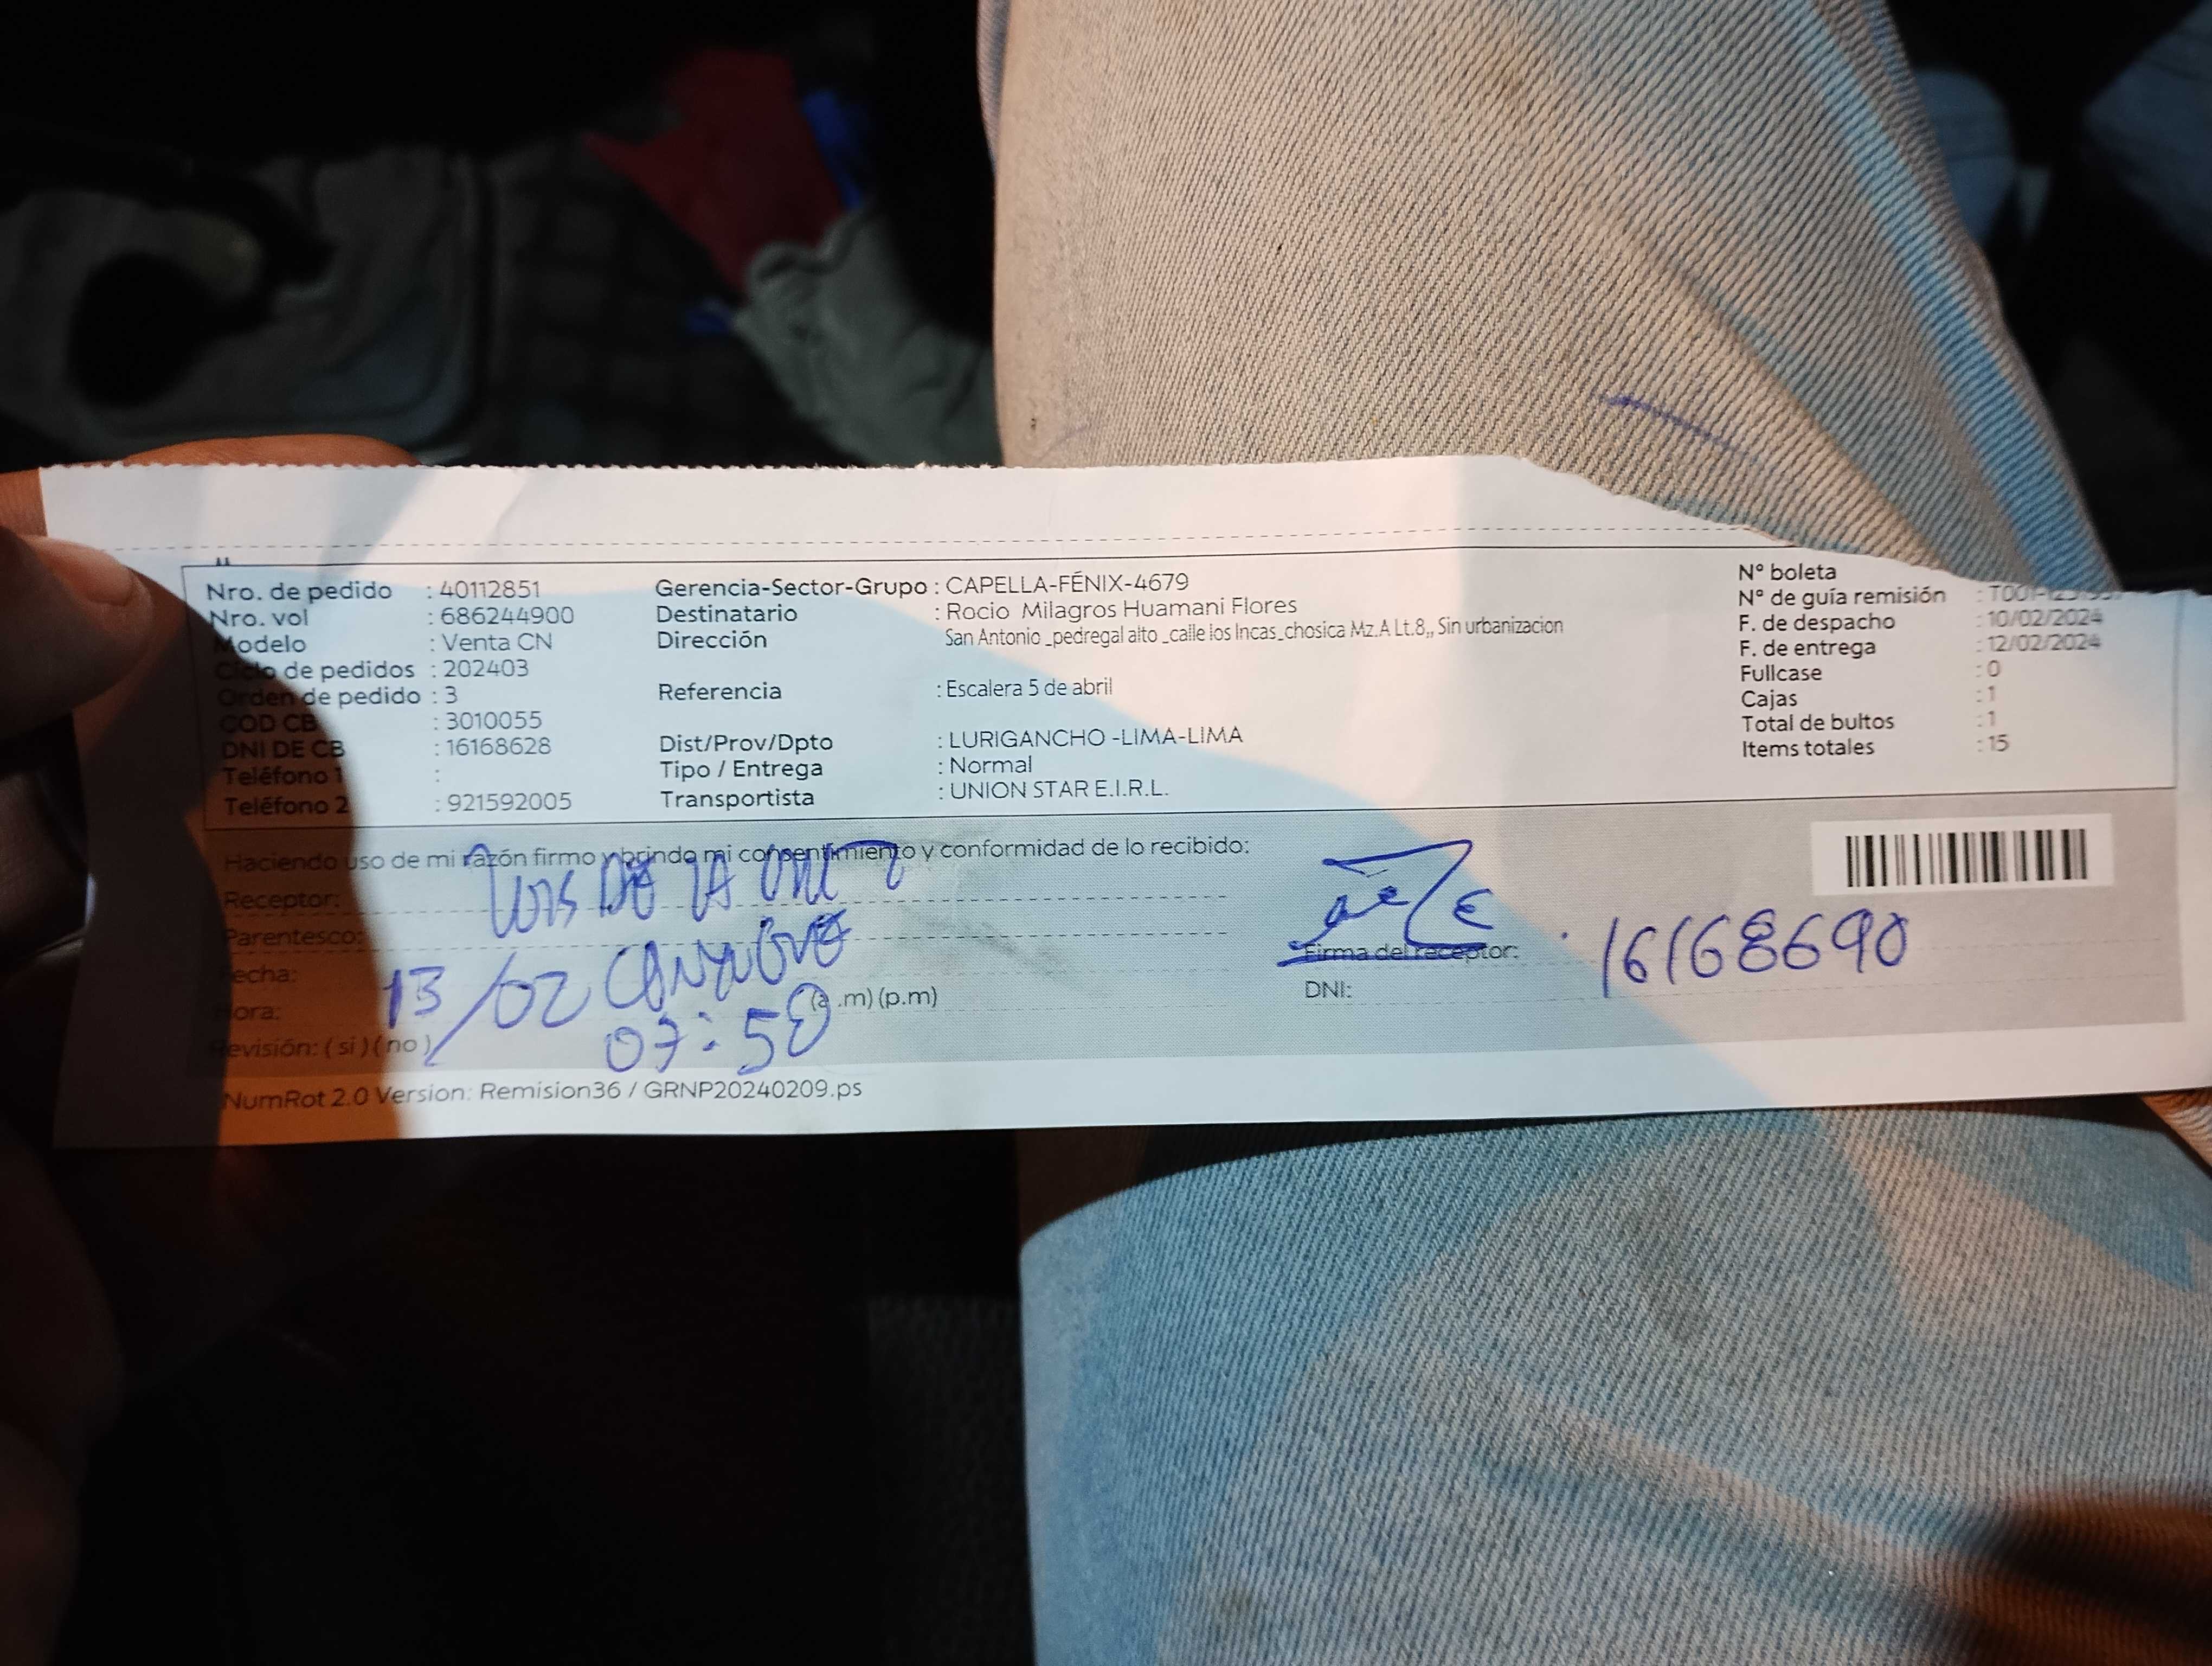 Nro. de pedido : 40112851
Nro. vol : 686244900
Modelo : Venta CN
Ciclo de pedidos : 202403
Orden de pedido : 3
COD CB : 3010055
DNI DE CB : 16168628
Teléfono 1 :
Teléfono 2 : 921592005
Gerencia-Sector-Grupo : CAPELLA-FÉNIX-4679
Destinatario : Rocio Milagros Huamani Flores
Dirección San Antonio _pedregal alto _calle los Incas_chosica Mz.A Lt.8,, Sin urbanizacion
Referencia : Escalera 5 de abril
Dist/Prov/Dpto : LURIGANCHO -LIMA-LIMA
Tipo / Entrega : Normal
Transportista : UNION STAR E.I.R.L.
N° boleta
N° de guía remisión :
F. de despacho : 10/02/2024
F. de entrega : 12/02/2024
Fullcase : 0
Cajas : 1
Total de bultos : 1
Items totales : 15
Haciendo uso de mi razón firmo y brindo mi consentimiento y conformidad de lo recibido:
Receptor: LUIS DE LA
Parentesco:
Fecha: 13/02
Hora: 07:50 (a .m) (p.m)
Revisión: ( si ) ( no )
Firma del receptor:
DNI: 16168690
NumRot 2.0 Version: Remision36 / GRNP20240209.ps